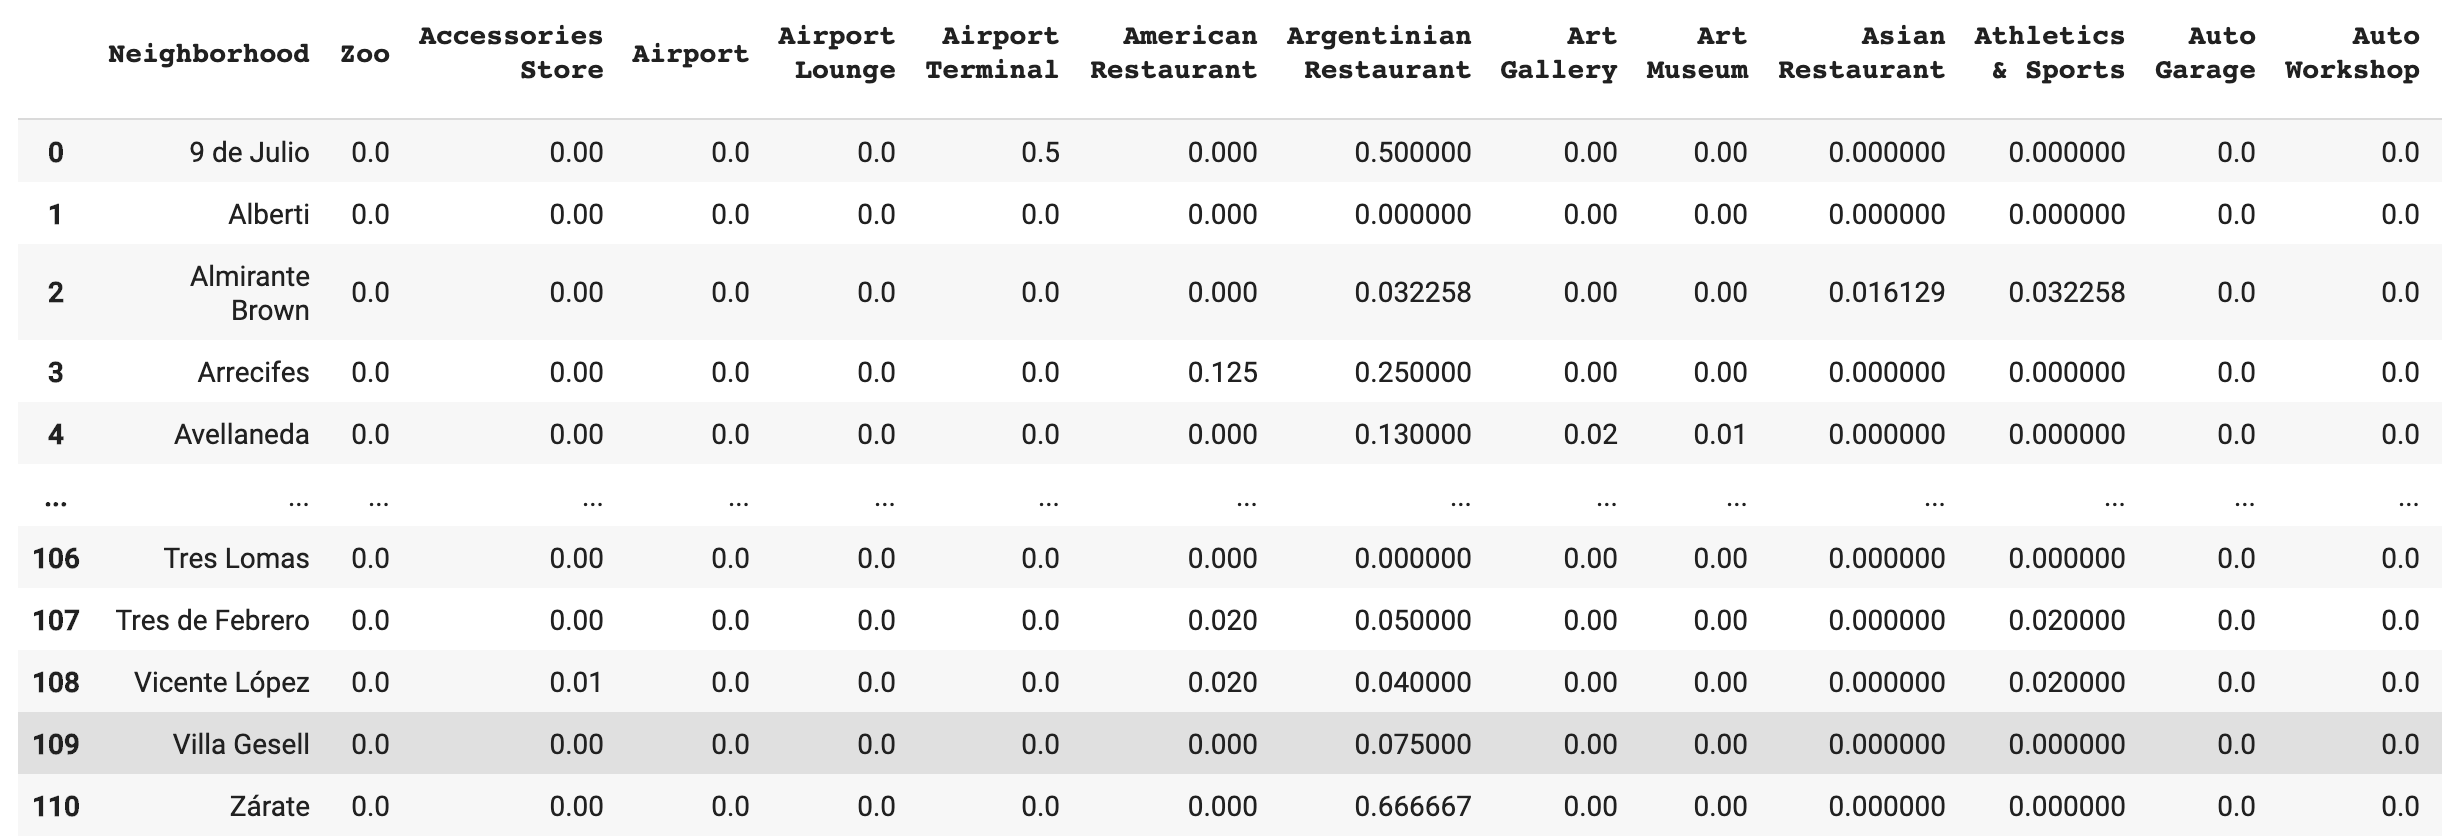 Neighborhood Zoo Accessories Store Airport Airport Lounge Airport Terminal American Restaurant Argentinian Restaurant Art Gallery Art Museum Asian Restaurant Athletics & Sports Auto Garage Auto Workshop
0 9 de Julio 0.0 0.00 0.0 0.0 0.5 0.000 0.500000 0.00 0.00 0.000000 0.000000 0.0 0.0
1 Alberti 0.0 0.00 0.0 0.0 0.0 0.000 0.000000 0.00 0.00 0.000000 0.000000 0.0 0.0
2 Almirante Brown 0.0 0.00 0.0 0.0 0.0 0.000 0.032258 0.00 0.00 0.016129 0.032258 0.0 0.0
3 Arrecifes 0.0 0.00 0.0 0.0 0.0 0.125 0.250000 0.00 0.00 0.000000 0.000000 0.0 0.0
4 Avellaneda 0.0 0.00 0.0 0.0 0.0 0.000 0.130000 0.02 0.01 0.000000 0.000000 0.0 0.0
... ... ... ... ... ... ... ... ... ... ... ... ... ... ...
106 Tres Lomas 0.0 0.00 0.0 0.0 0.0 0.000 0.000000 0.00 0.00 0.000000 0.000000 0.0 0.0
107 Tres de Febrero 0.0 0.00 0.0 0.0 0.0 0.020 0.050000 0.00 0.00 0.000000 0.020000 0.0 0.0
108 Vicente López 0.0 0.01 0.0 0.0 0.0 0.020 0.040000 0.00 0.00 0.000000 0.020000 0.0 0.0
109 Villa Gesell 0.0 0.00 0.0 0.0 0.0 0.000 0.075000 0.00 0.00 0.000000 0.000000 0.0 0.0
110 Zárate 0.0 0.00 0.0 0.0 0.0 0.000 0.666667 0.00 0.00 0.000000 0.000000 0.0 0.0